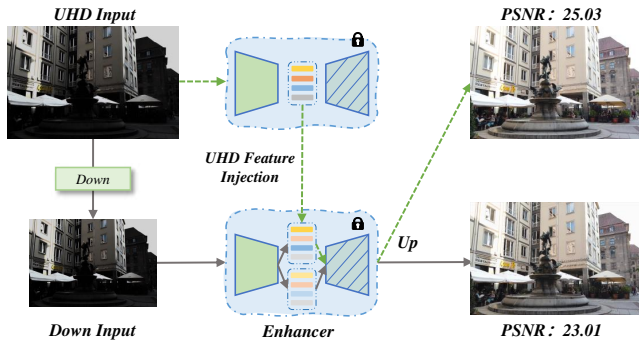 UHD Input
PSNR： 25.03
UHD Feature
Injection
Down
Up
Down Input
Enhancer
PSNR： 23.01